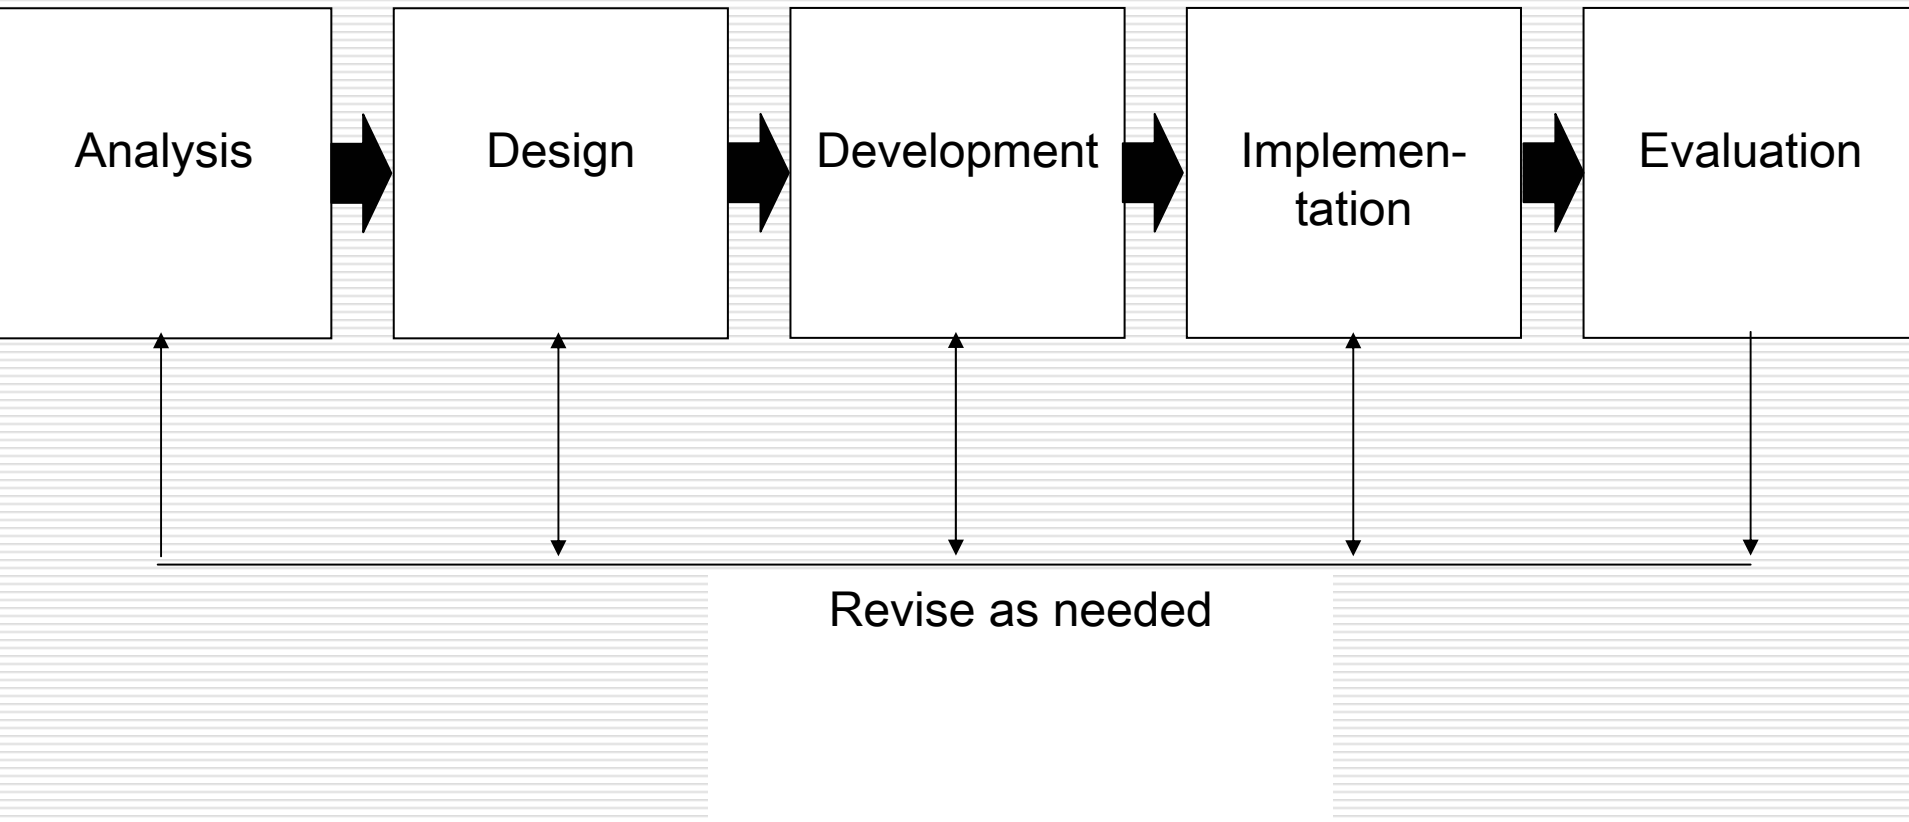 Analysis
Design
Development
Implemen-
tation
Evaluation
Revise as needed